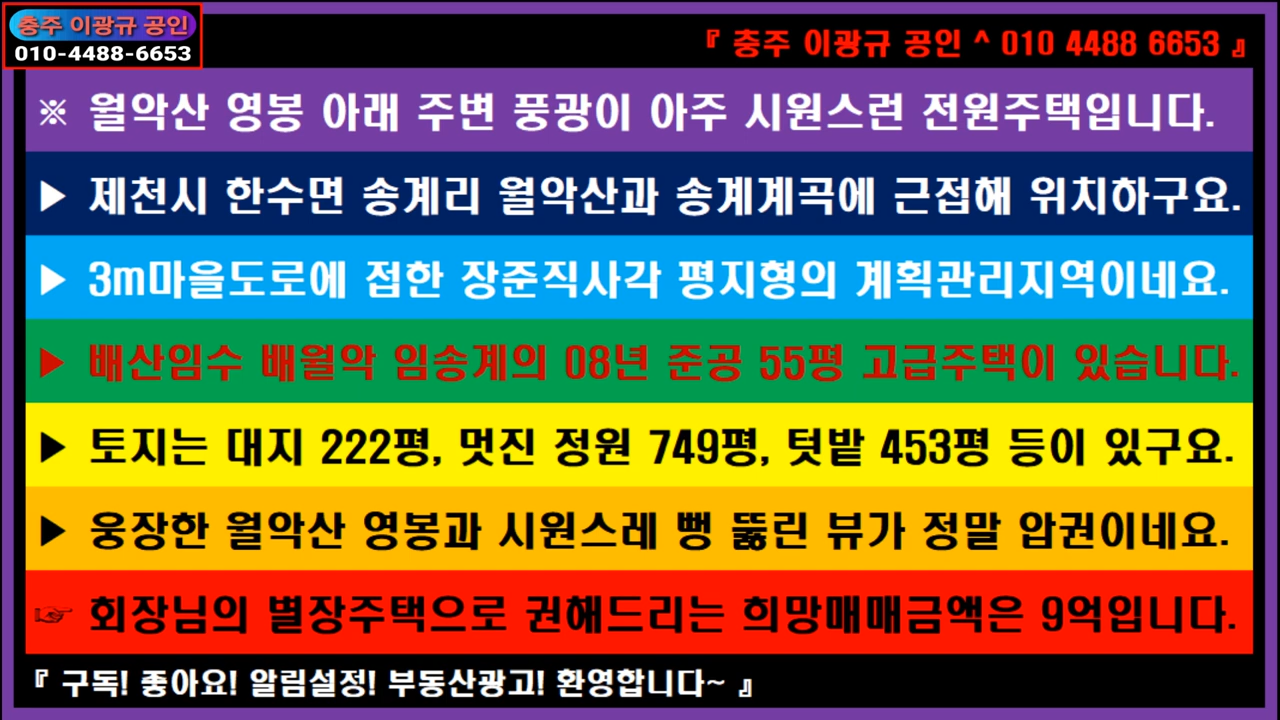 충주 이광규 공인
010-4488-6653
『 충주 이광규 공인 ^ 010 4488 6653 』
※ 월악산 영봉 아래 주변 풍광이 아주 시원스런 전원주택입니다.
▶ 제천시 한수면 송계리 월악산과 송계계곡에 근접해 위치하구요.
▶ 3m마을도로에 접한 장준직사각 평지형의 계획관리지역이네요.
▶ 배산임수 배월악 임송계의 08년 준공 55평 고급주택이 있습니다.
▶ 토지는 대지 222평, 멋진 정원 749평, 텃밭 453평 등이 있구요.
▶ 웅장한 월악산 영봉과 시원스레 뻥 뚫린 뷰가 정말 압권이네요.
☞ 회장님의 별장주택으로 권해드리는 희망매매금액은 9억입니다.
『 구독! 좋아요! 알림설정! 부동산광고! 환영합니다~ 』